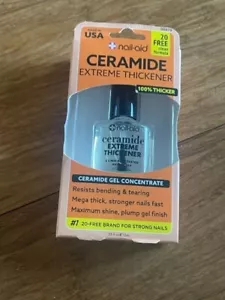 USA
nail-aid
20
FREE
CERAMIDE
EXTREME THICKENER
100% THICKER
nail-aid
ceramide
EXTREME
THICKENER
CERAMIDE GEL CONCENTRATE
Resists bending & tearing
Mega thick, stronger nails fast
Maximum shine, plump gel finish
#1 20-FREE BRAND FOR STRONG NAILS